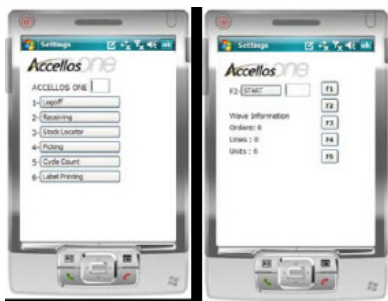 Settings
ok
Accellos one
ACCELLOS ONE
1- Logoff
2- Receiving
3- Stock Locator
4- Picking
5- Cycle Count
6- Label Printing
Settings
ok
Accellos one
F2- START
F1
F2
Wave Information
F3
Orders: 0
Lines : 0
F4
Units : 0
F5